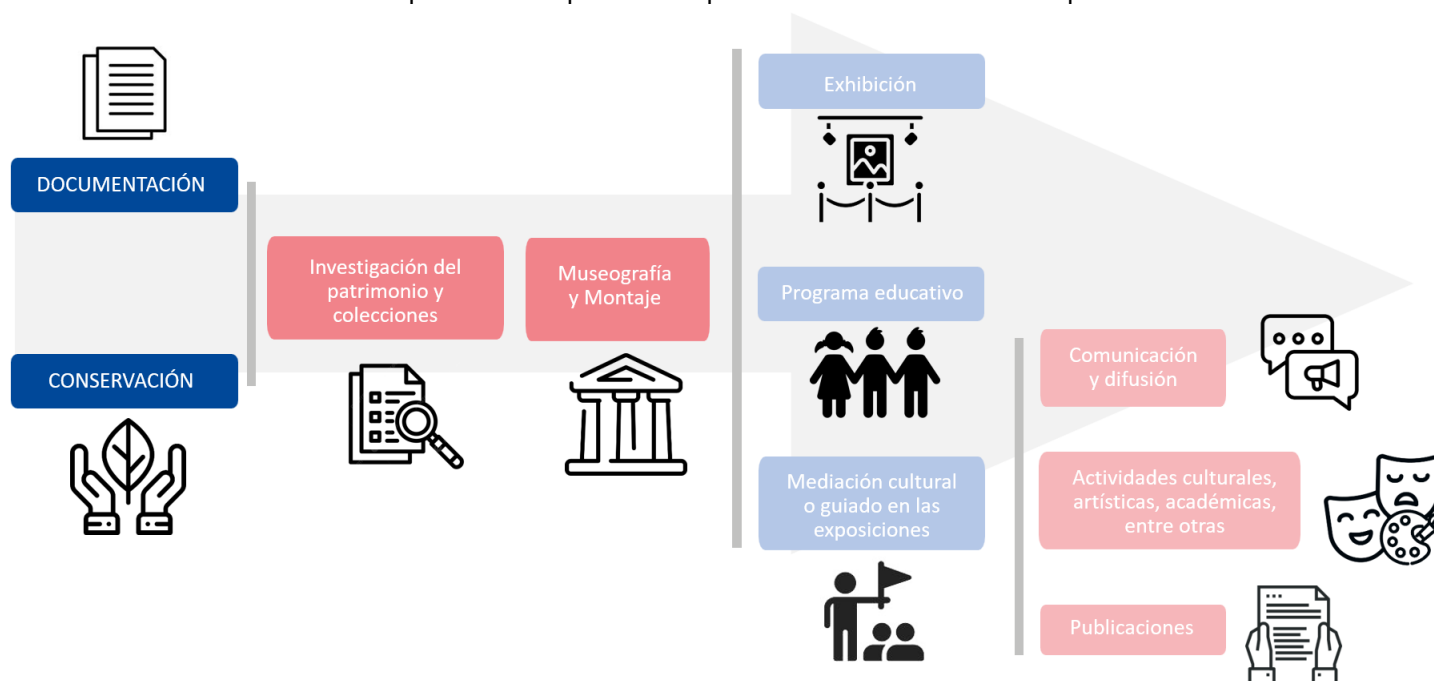 DOCUMENTACIÓN
CONSERVACIÓN
Investigación del
patrimonio y
colecciones
Museografía
y Montaje
Exhibición
Programa educativo
Mediación cultural
o guiado en las
exposiciones
Comunicación
y difusión
Actividades culturales,
artísticas, académicas,
entre otras
Publicaciones